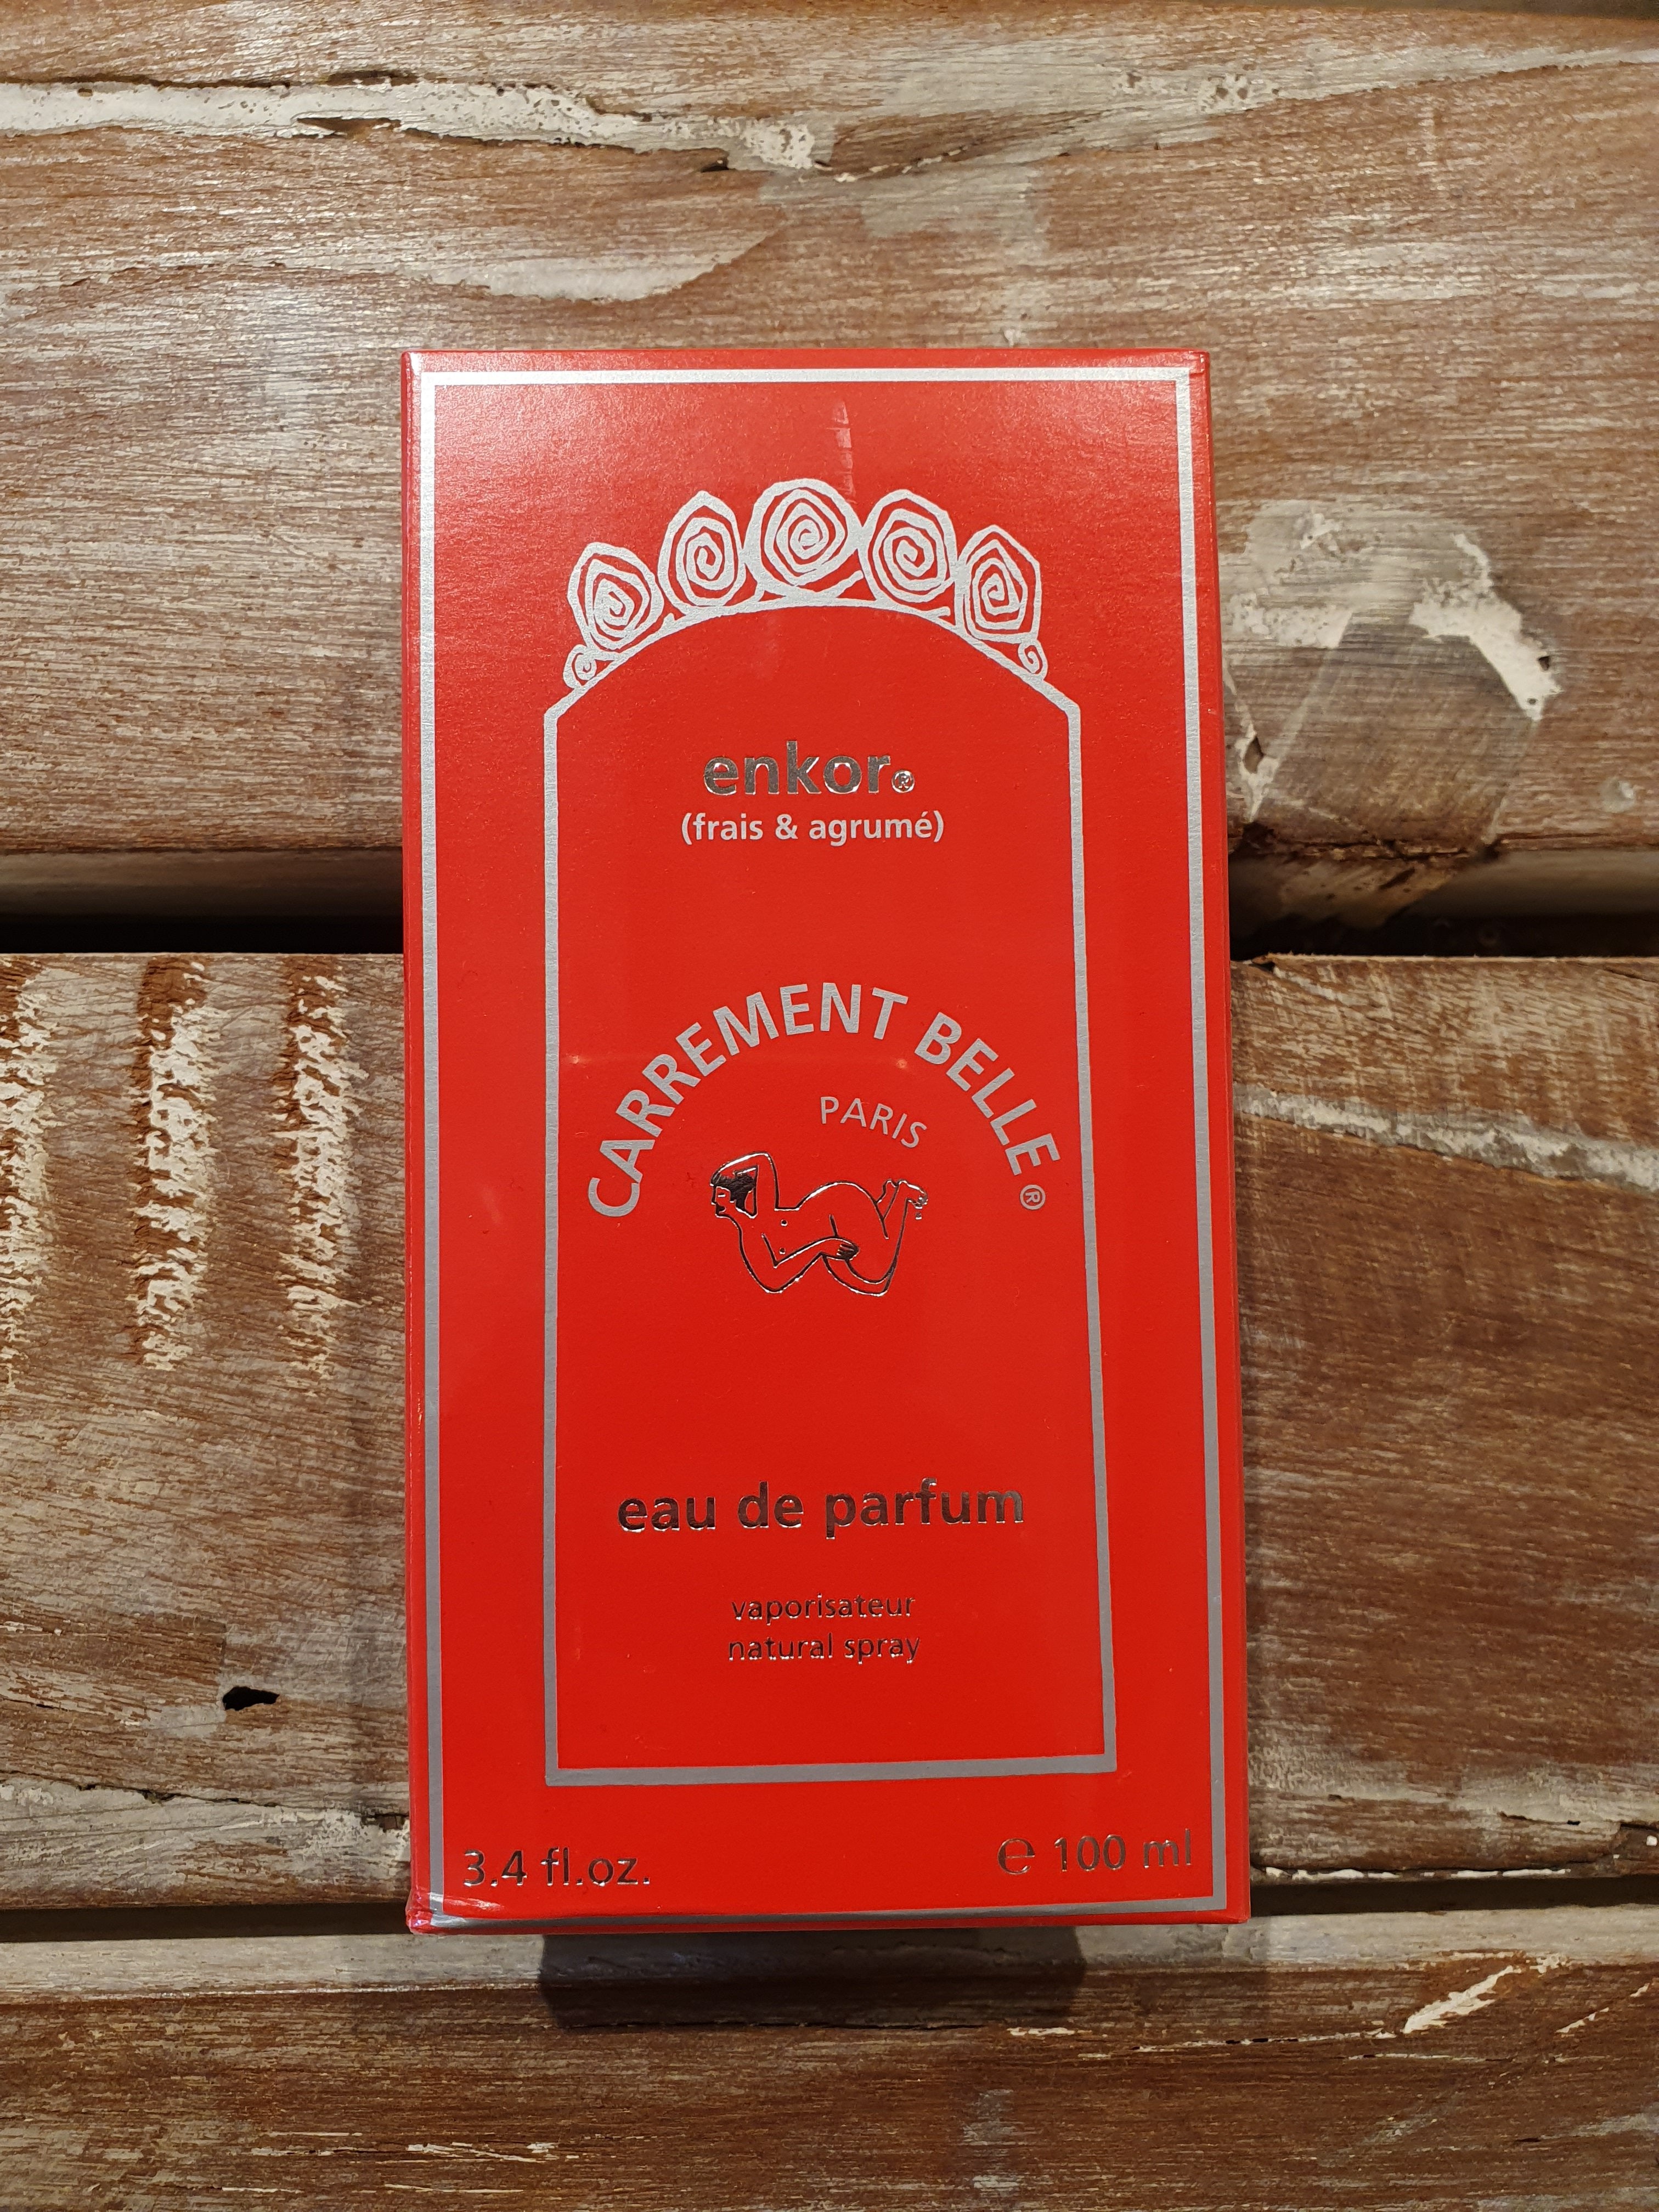 enkor®
(frais & agrumé)
CARREMENT BELLE®
PARIS
eau de parfum
vaporisateur
natural spray
3.4 fl.oz.
℮ 100 ml